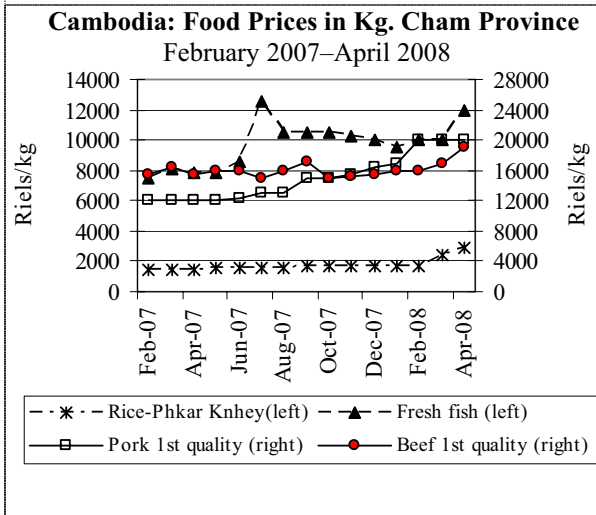 Cambodia: Food Prices in Kg. Cham Province
February 2007–April 2008
14000
12000
10000
8000
6000
4000
2000
0
Riels/kg
28000
24000
20000
16000
12000
8000
4000
0
Riels/kg
Feb-07
Apr-07
Jun-07
Aug-07
Oct-07
Dec-07
Feb-08
Apr-08
Rice-Phkar Knhey(left)
Fresh fish (left)
Pork 1st quality (right)
Beef 1st quality (right)